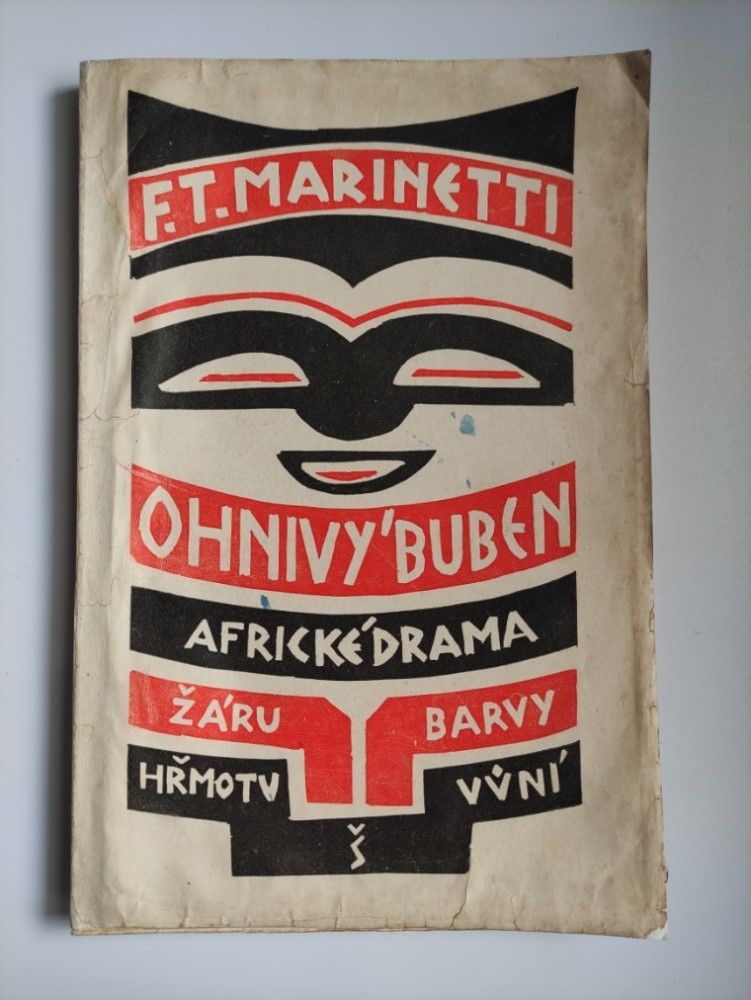 F.T. MARINETTI
OHNIVÝ BUBEN
AFRICKÉ DRAMA
ŽÁRU BARVY
HŘMOTU VŮNÍ
Š